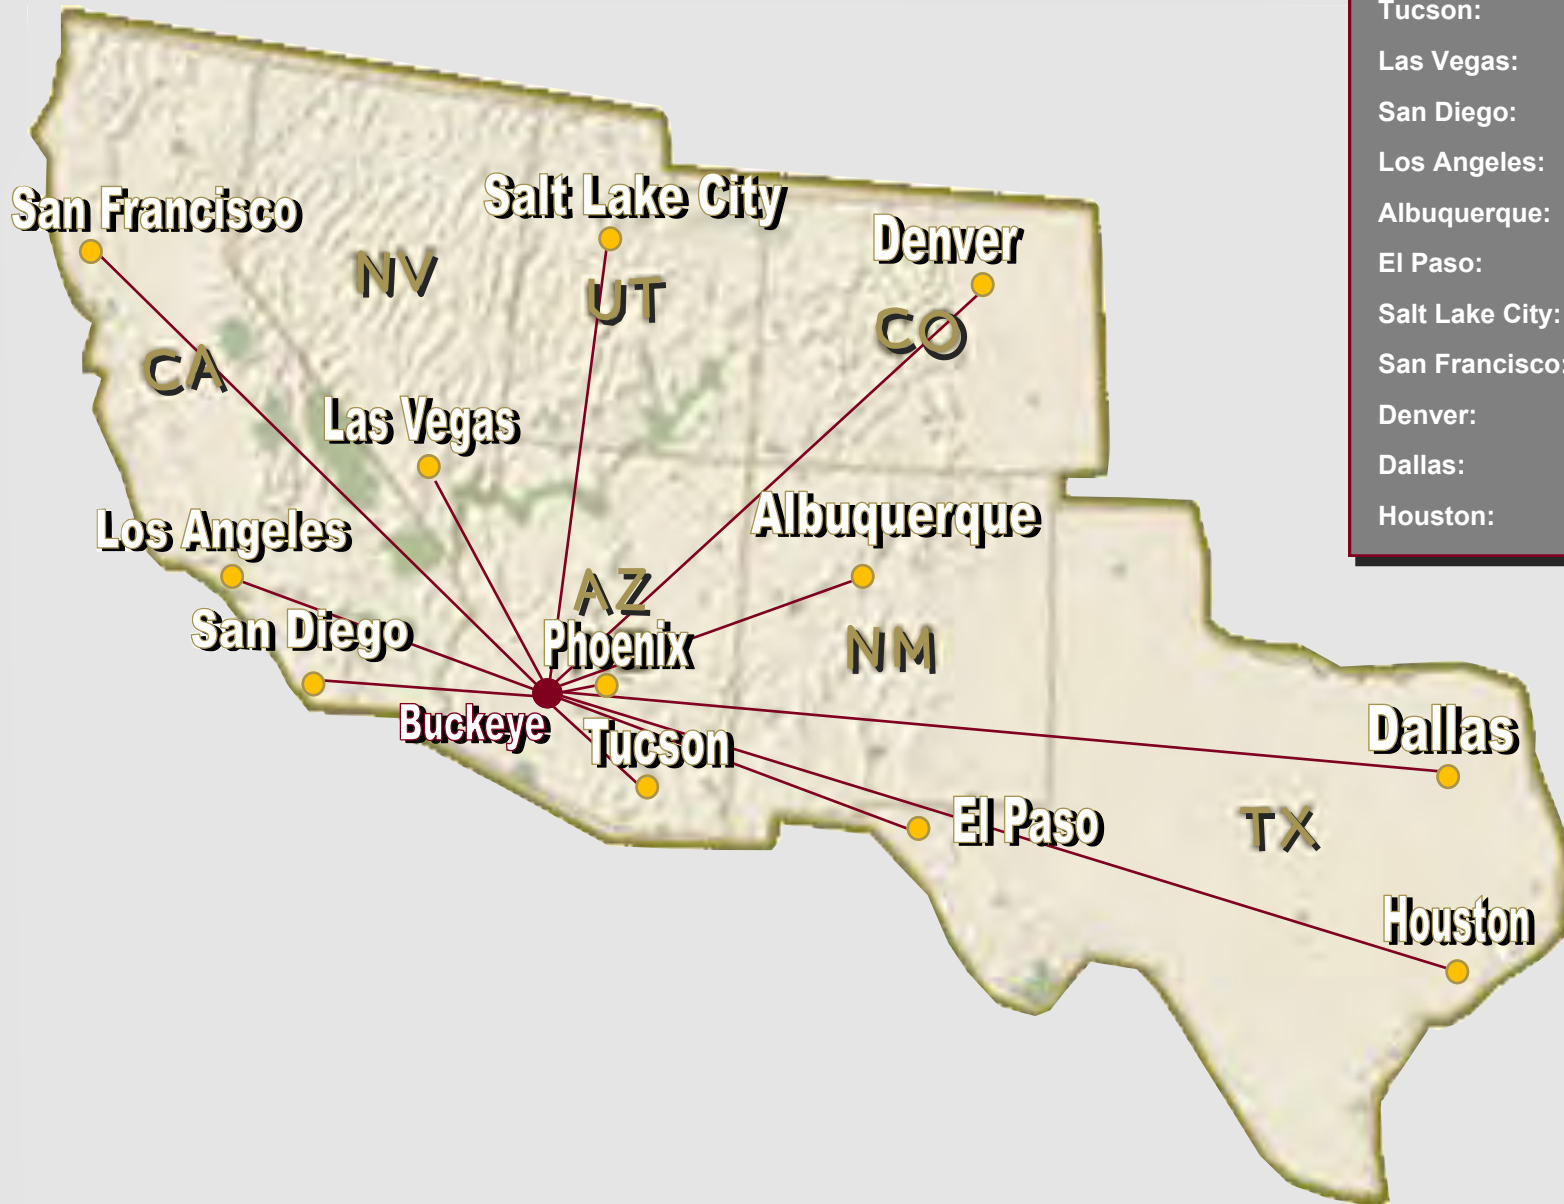 Tucson:
Las Vegas:
San Diego:
Los Angeles:
Albuquerque:
El Paso:
Salt Lake City:
San Francisco:
Denver:
Dallas:
Houston:
San Francisco
Salt Lake City
Denver
NV
UT
CO
CA
Las Vegas
Albuquerque
Los Angeles
AZ
San Diego
Phoenix
NM
Buckeye
Tucson
Dallas
El Paso
TX
Houston